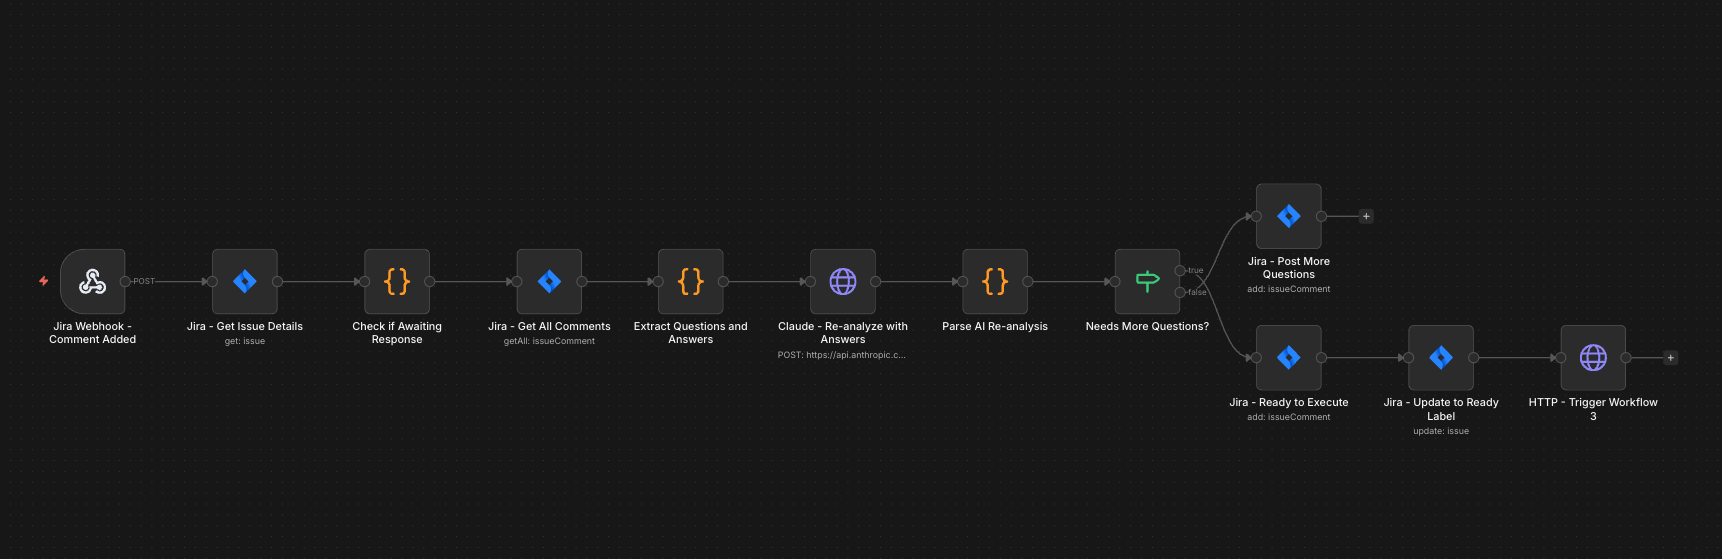 POST
Jira Webhook -
Comment Added
Jira - Get Issue Details
get: issue
{}
Check if Awaiting
Response
Jira - Get All Comments
getAll: issueComment
{}
Extract Questions and
Answers
Claude - Re-analyze with
Answers
POST: https://api.anthropic.c...
{}
Parse AI Re-analysis
true
false
Needs More Questions?
+
Jira - Post More
Questions
add: issueComment
Jira - Ready to Execute
add: issueComment
Jira - Update to Ready
Label
update: issue
+
HTTP - Trigger Workflow
3